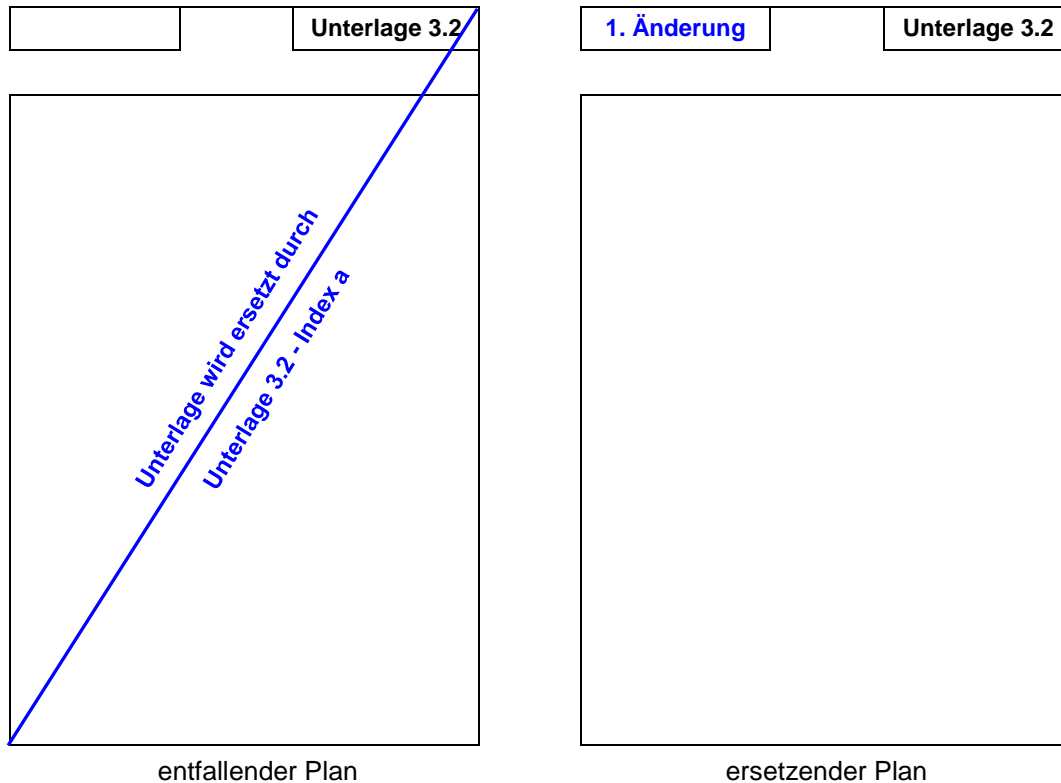 Unterlage 3.2
Unterlage wird ersetzt durch
Unterlage 3.2 - Index a
entfallender Plan
1. Änderung
Unterlage 3.2
ersetzender Plan